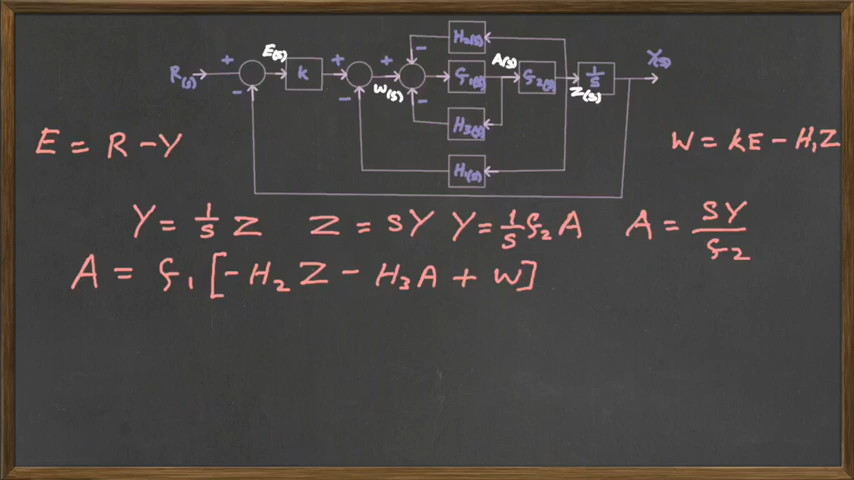 H₂(s)
E(s) A(s) Y(s)
R(s) + − k + − W(s) + − − G₁(s) G₂(s) Z(s) 1/s
H₃(s)
E = R − Y
W = kE − H₁Z
H₁(s)
Y = 1/s Z Z = SY Y = 1/s G₂ A A = SY/G₂
A = G₁ [−H₂ Z − H₃ A + W]